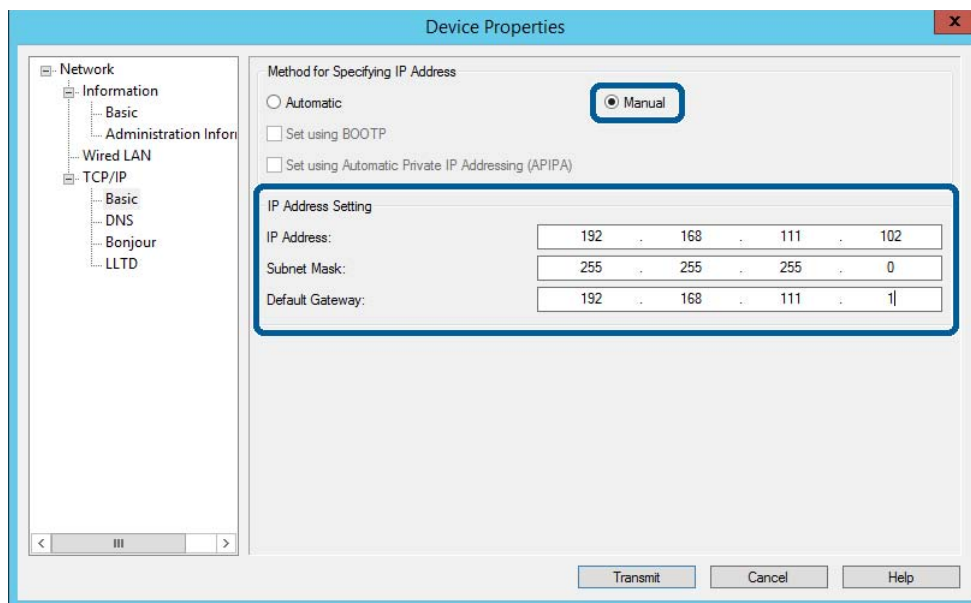 Device Properties
x
Network
Information
Basic
Administration Infor
Wired LAN
TCP/IP
Basic
DNS
Bonjour
LLTD
Method for Specifying IP Address
Automatic
Manual
Set using BOOTP
Set using Automatic Private IP Addressing (APIPA)
IP Address Setting
IP Address: 192 . 168 . 111 . 102
Subnet Mask: 255 . 255 . 255 . 0
Default Gateway: 192 . 168 . 111 . 1
Transmit Cancel Help